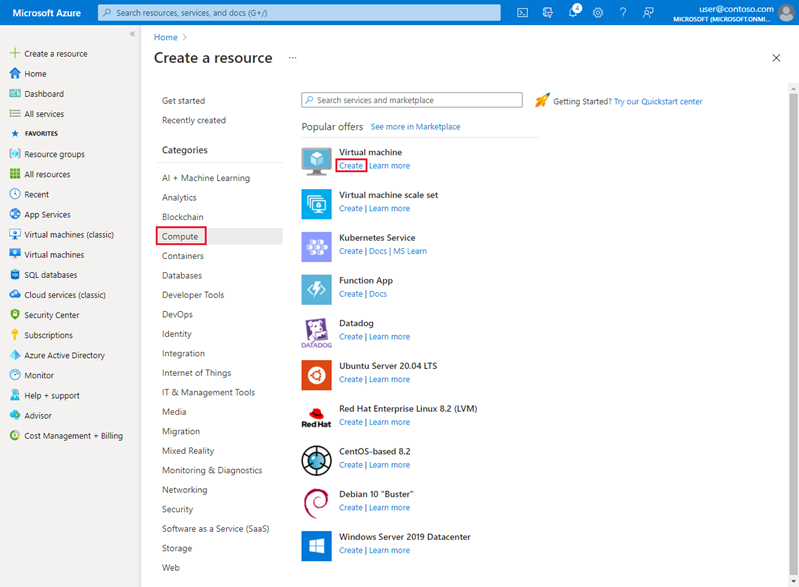 Microsoft Azure
Search resources, services, and docs (G+/)
4
user@contoso.com
MICROSOFT (MICROSOFT.ONMI...
«
Create a resource
Home
Dashboard
All services
FAVORITES
Resource groups
All resources
Recent
App Services
Virtual machines (classic)
Virtual machines
SQL databases
Cloud services (classic)
Security Center
Subscriptions
Azure Active Directory
Monitor
Help + support
Advisor
Cost Management + Billing
Home >
Create a resource ...
Get started
Recently created
Categories
AI + Machine Learning
Analytics
Blockchain
Compute
Containers
Databases
Developer Tools
DevOps
Identity
Integration
Internet of Things
IT & Management Tools
Media
Migration
Mixed Reality
Monitoring & Diagnostics
Networking
Security
Software as a Service (SaaS)
Storage
Web
Search services and marketplace
Getting Started? Try our Quickstart center
Popular offers See more in Marketplace
Virtual machine
Create | Learn more
Virtual machine scale set
Create | Learn more
Kubernetes Service
Create | Docs | MS Learn
Function App
Create | Docs
DATADOG
Datadog
Create | Learn more
Ubuntu Server 20.04 LTS
Create | Learn more
Red Hat
Red Hat Enterprise Linux 8.2 (LVM)
Create | Learn more
CentOS-based 8.2
Create | Learn more
Debian 10 "Buster"
Create | Learn more
Windows Server 2019 Datacenter
Create | Learn more